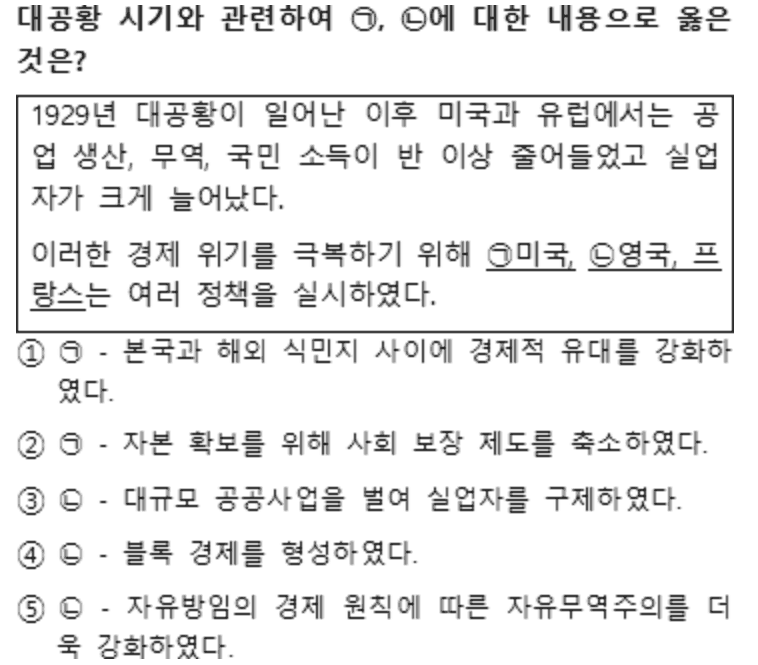 대공황 시기와 관련하여 ㉠, ㉡에 대한 내용으로 옳은
것은?
1929년 대공황이 일어난 이후 미국과 유럽에서는 공
업 생산, 무역, 국민 소득이 반 이상 줄어들었고 실업
자가 크게 늘어났다.
이러한 경제 위기를 극복하기 위해 ㉠미국, ㉡영국, 프
랑스는 여러 정책을 실시하였다.
① ㉠ - 본국과 해외 식민지 사이에 경제적 유대를 강화하
였다.
② ㉠ - 자본 확보를 위해 사회 보장 제도를 축소하였다.
③ ㉡ - 대규모 공공사업을 벌여 실업자를 구제하였다.
④ ㉡ - 블록 경제를 형성하였다.
⑤ ㉡ - 자유방임의 경제 원칙에 따른 자유무역주의를 더
욱 강화하였다.